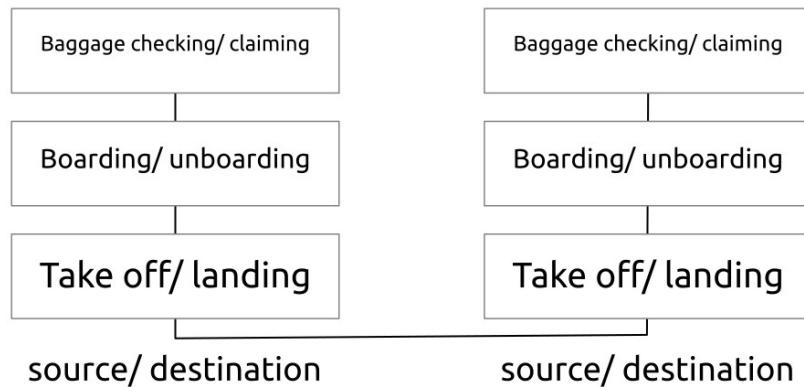 Baggage checking/ claiming
Baggage checking/ claiming
Boarding/ unboarding
Boarding/ unboarding
Take off/ landing
Take off/ landing
source/ destination
source/ destination